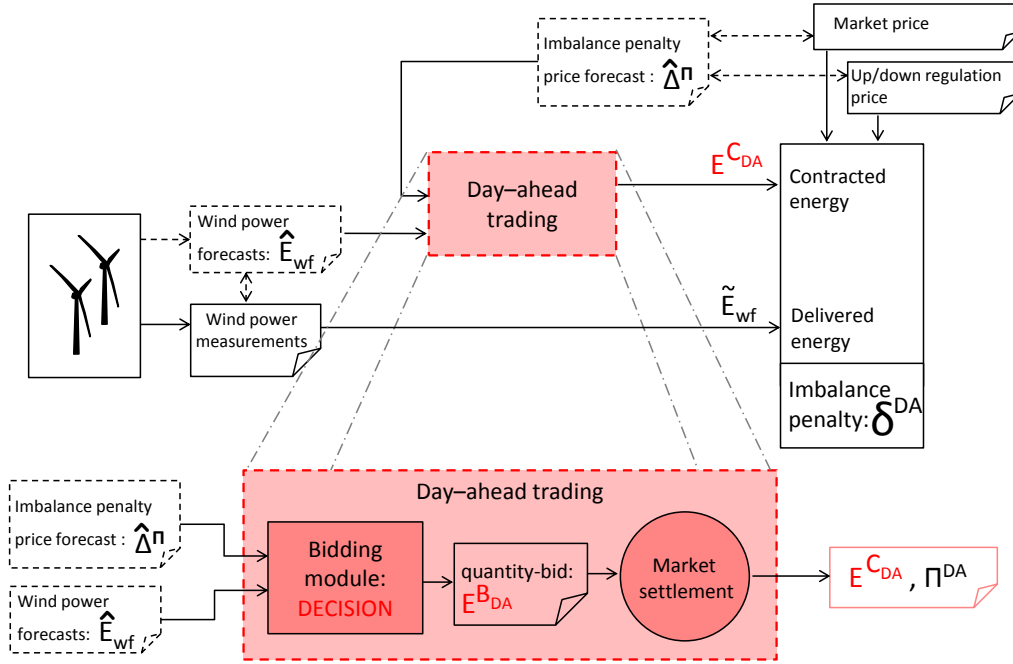 Imbalance penalty
price forecast : Δ̂^Π
Market price
Up/down regulation
price
Day–ahead
trading
E^C_DA
Contracted
energy
Wind power
forecasts: Ê_wf
Wind power
measurements
Ẽ_wf
Delivered
energy
Imbalance
penalty: δ^DA
Day–ahead trading
Imbalance penalty
price forecast : Δ̂^Π
Wind power
forecasts: Ê_wf
Bidding
module:
DECISION
quantity-bid:
E^B_DA
Market
settlement
E^C_DA , Π^DA